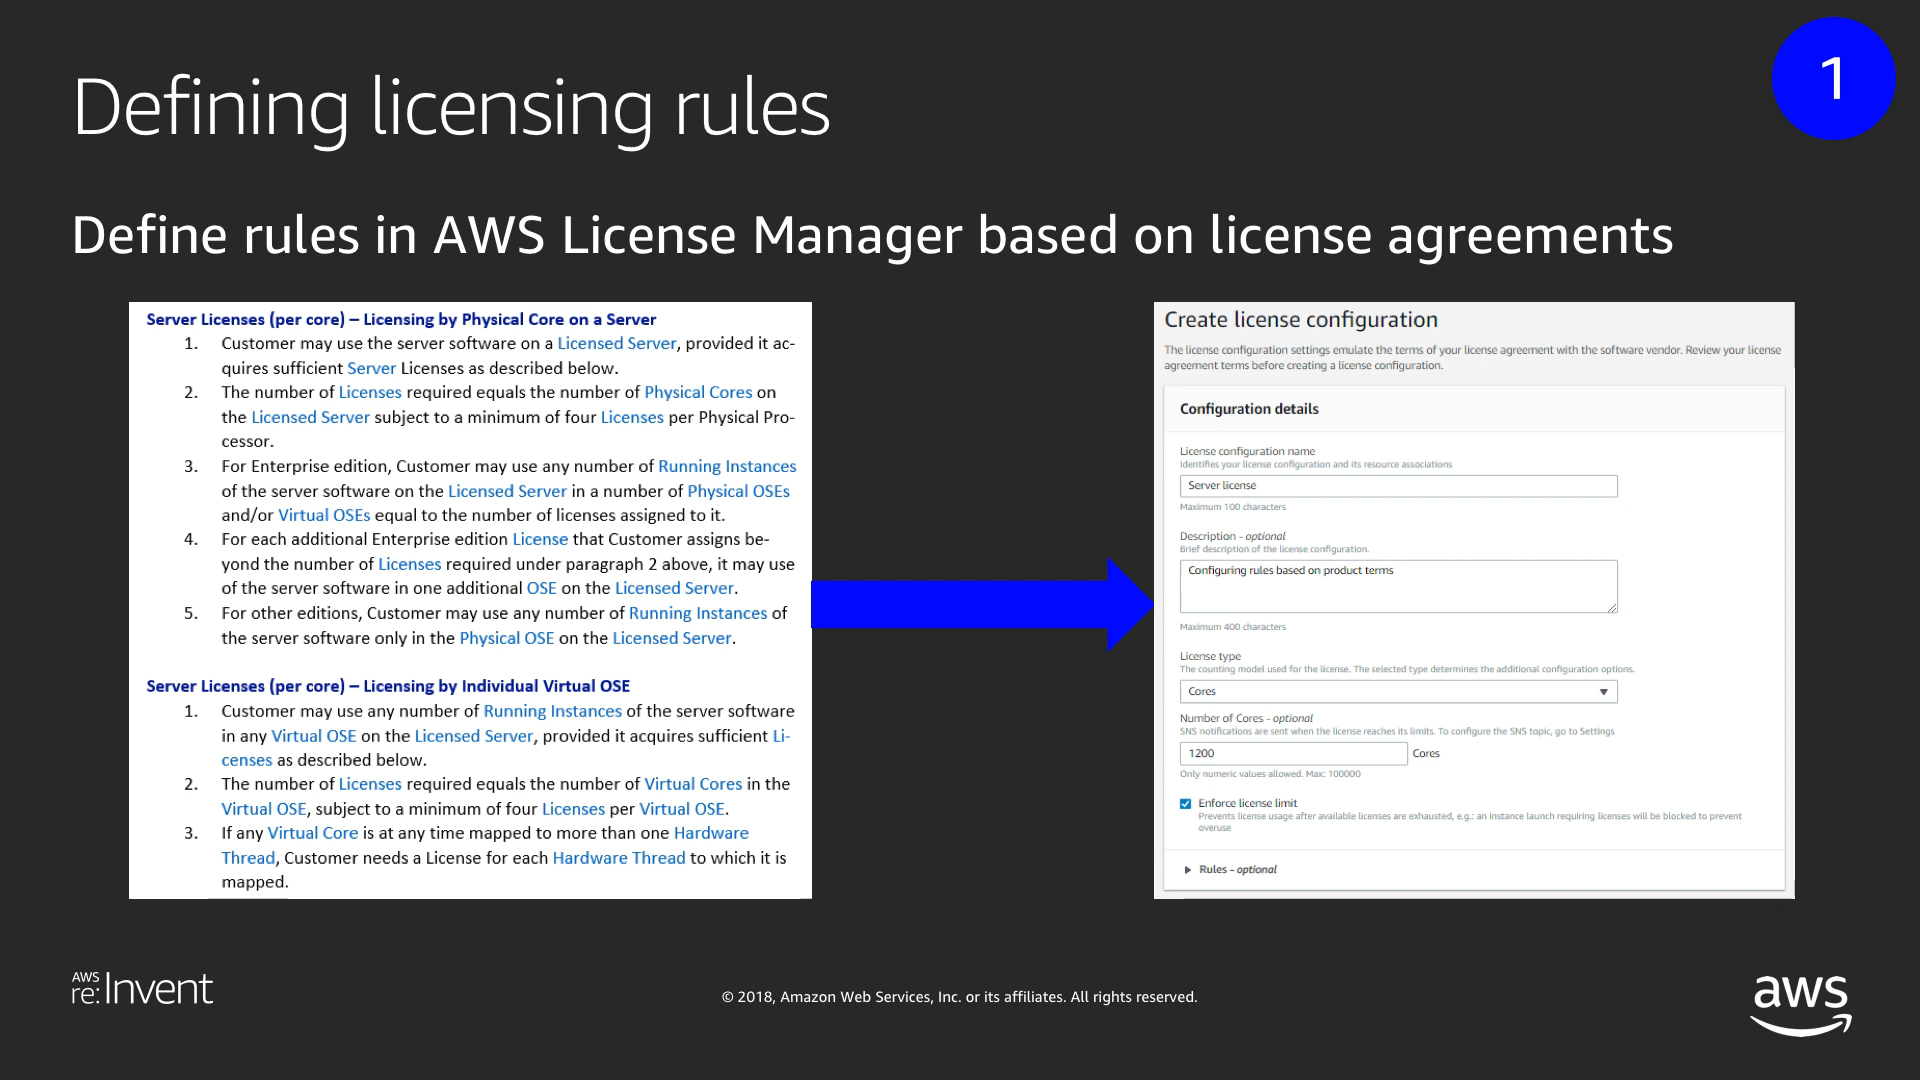 1
Defining licensing rules
Define rules in AWS License Manager based on license agreements
Server Licenses (per core) – Licensing by Physical Core on a Server
1. Customer may use the server software on a Licensed Server, provided it ac-
quires sufficient Server Licenses as described below.
2. The number of Licenses required equals the number of Physical Cores on
the Licensed Server subject to a minimum of four Licenses per Physical Pro-
cessor.
3. For Enterprise edition, Customer may use any number of Running Instances
of the server software on the Licensed Server in a number of Physical OSEs
and/or Virtual OSEs equal to the number of licenses assigned to it.
4. For each additional Enterprise edition License that Customer assigns be-
yond the number of Licenses required under paragraph 2 above, it may use
of the server software in one additional OSE on the Licensed Server.
5. For other editions, Customer may use any number of Running Instances of
the server software only in the Physical OSE on the Licensed Server.
Server Licenses (per core) – Licensing by Individual Virtual OSE
1. Customer may use any number of Running Instances of the server software
in any Virtual OSE on the Licensed Server, provided it acquires sufficient Li-
censes as described below.
2. The number of Licenses required equals the number of Virtual Cores in the
Virtual OSE, subject to a minimum of four Licenses per Virtual OSE.
3. If any Virtual Core is at any time mapped to more than one Hardware
Thread, Customer needs a License for each Hardware Thread to which it is
mapped.
Create license configuration
The license configuration settings emulate the terms of your license agreement with the software vendor. Review your license
agreement terms before creating a license configuration.
Configuration details
License configuration name
Identifies your license configuration and its resource associations
Server license
Maximum 100 characters
Description - optional
Brief description of the license configuration.
Configuring rules based on product terms
Maximum 400 characters
License type
The counting model used for the license. The selected type determines the additional configuration options.
Cores
Number of Cores - optional
SNS notifications are sent when the license reaches its limits. To configure the SNS topic, go to Settings
1200 Cores
Only numeric values allowed. Max: 100000
Enforce license limit
Prevents license usage after available licenses are exhausted, e.g.: an instance launch requiring licenses will be blocked to prevent
overuse
Rules - optional
AWS
re:Invent
© 2018, Amazon Web Services, Inc. or its affiliates. All rights reserved.
aws